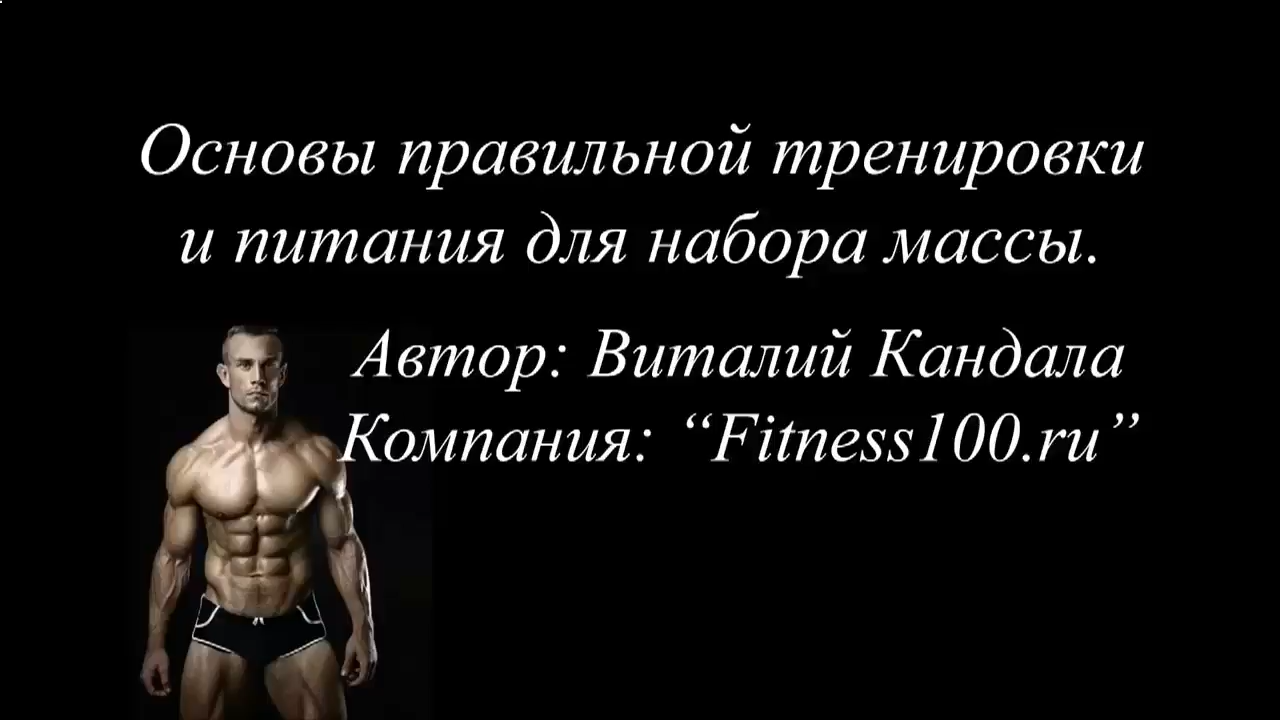 Основы правильной тренировки
и питания для набора массы.
Автор: Виталий Кандала
Компания: “Fitness100.ru”